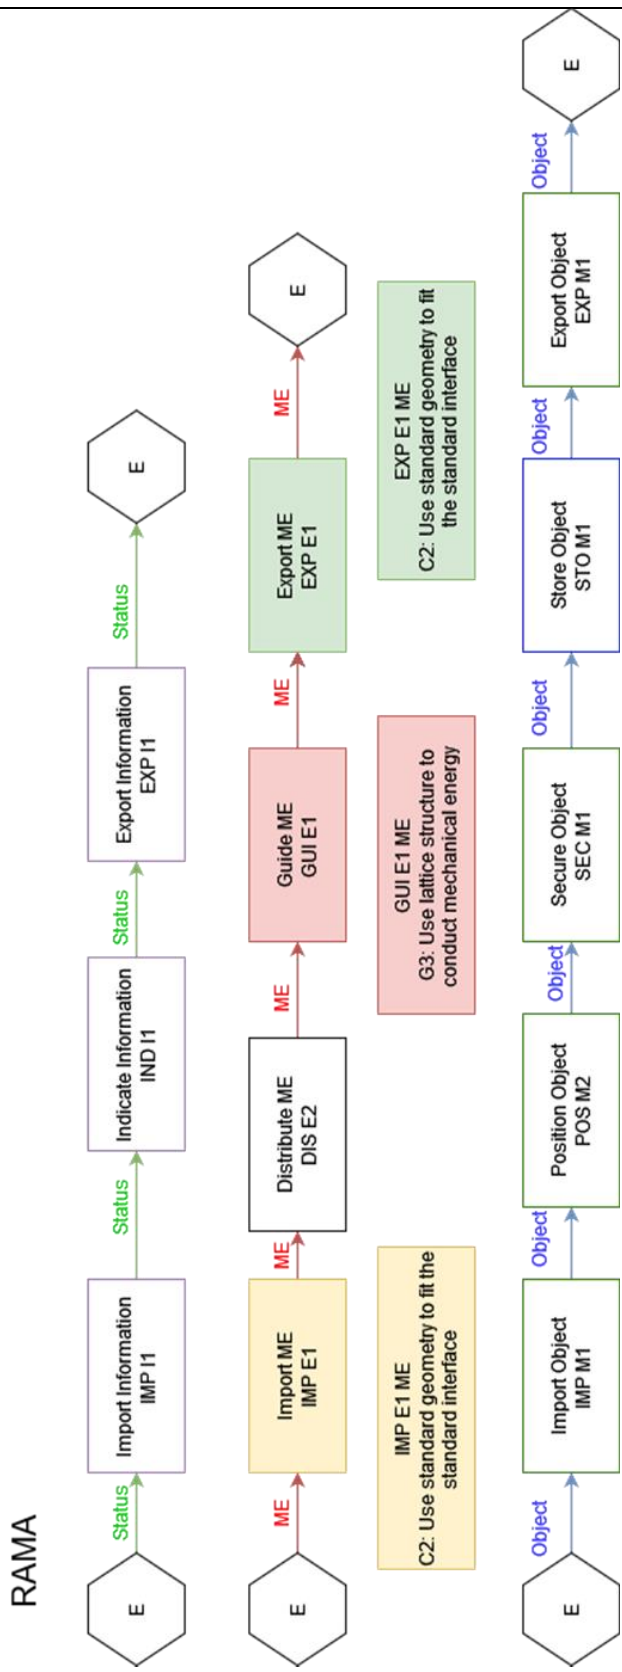 RAMA
E
Status
Import Information
IMP I1
Status
Indicate Information
IND I1
Status
Export Information
EXP I1
Status
E
E
ME
Import ME
IMP E1
ME
Distribute ME
DIS E2
ME
Guide ME
GUI E1
ME
Export ME
EXP E1
ME
E
IMP E1 ME
C2: Use standard geometry to fit the
standard interface
GUI E1 ME
G3: Use lattice structure to
conduct mechanical energy
EXP E1 ME
C2: Use standard geometry to fit
the standard interface
E
Object
Import Object
IMP M1
Object
Position Object
POS M2
Object
Secure Object
SEC M1
Object
Store Object
STO M1
Object
Export Object
EXP M1
Object
E